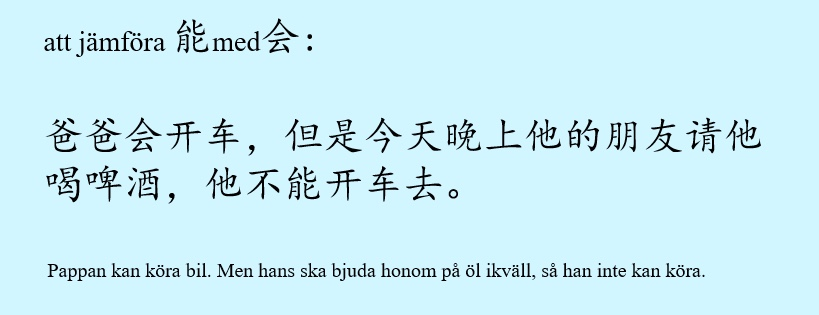 att jämföra 能med会：
爸爸会开车，但是今天晚上他的朋友请他
喝啤酒，他不能开车去。
Pappan kan köra bil. Men hans ska bjuda honom på öl ikväll, så han inte kan köra.